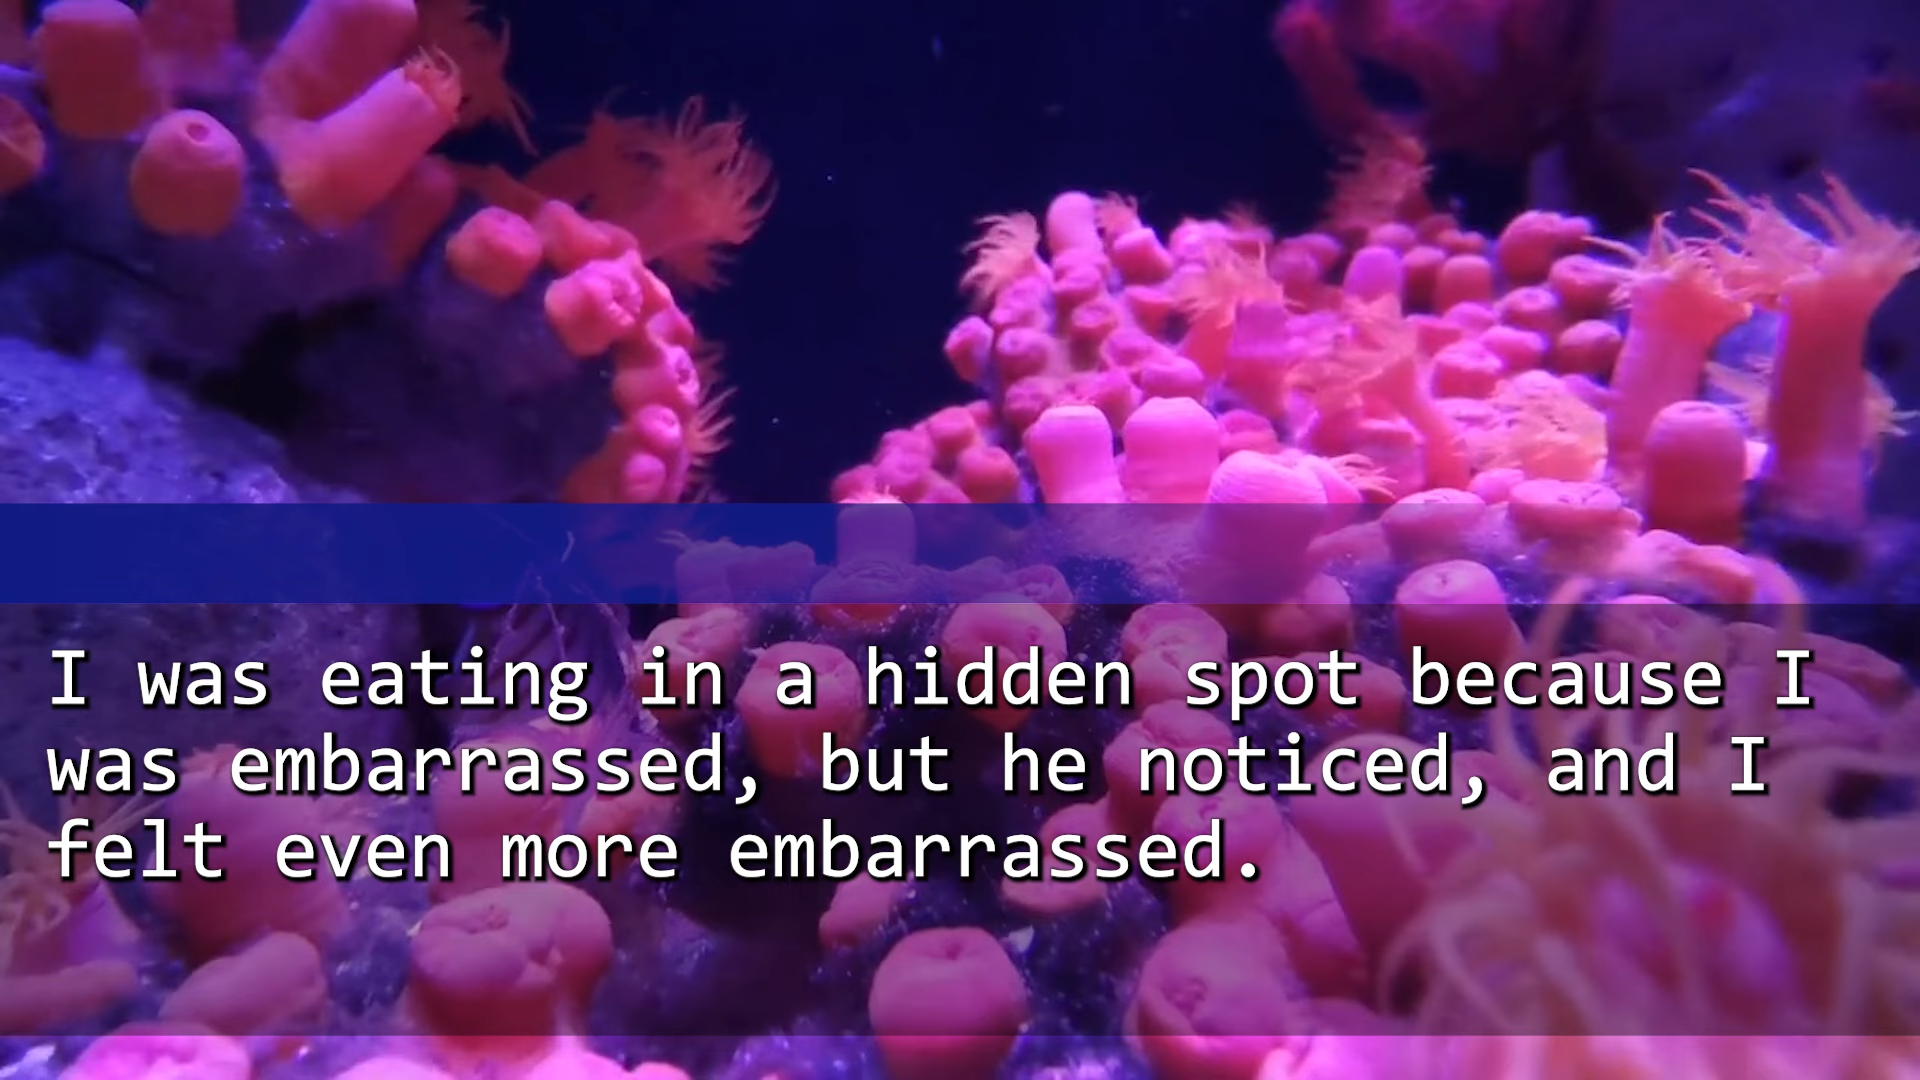 I was eating in a hidden spot because I
was embarrassed, but he noticed, and I
felt even more embarrassed.